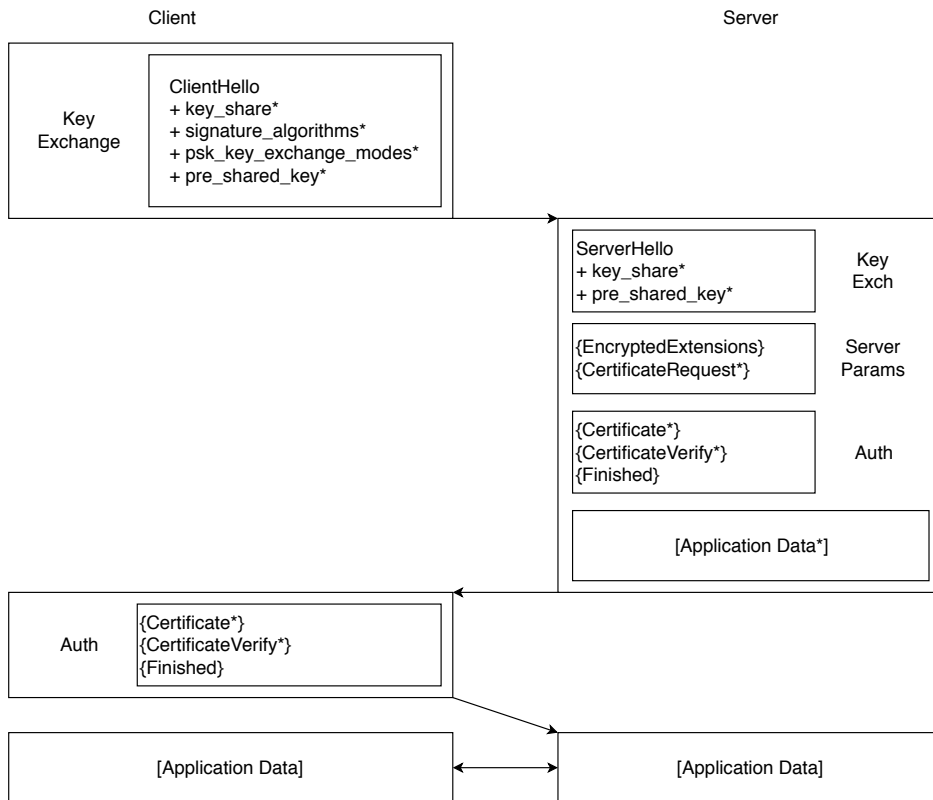 Client
Server
Key
Exchange
ClientHello
+ key_share*
+ signature_algorithms*
+ psk_key_exchange_modes*
+ pre_shared_key*
ServerHello
+ key_share*
+ pre_shared_key*
Key
Exch
{EncryptedExtensions}
{CertificateRequest*}
Server
Params
{Certificate*}
{CertificateVerify*}
{Finished}
Auth
[Application Data*]
Auth
{Certificate*}
{CertificateVerify*}
{Finished}
[Application Data]
[Application Data]